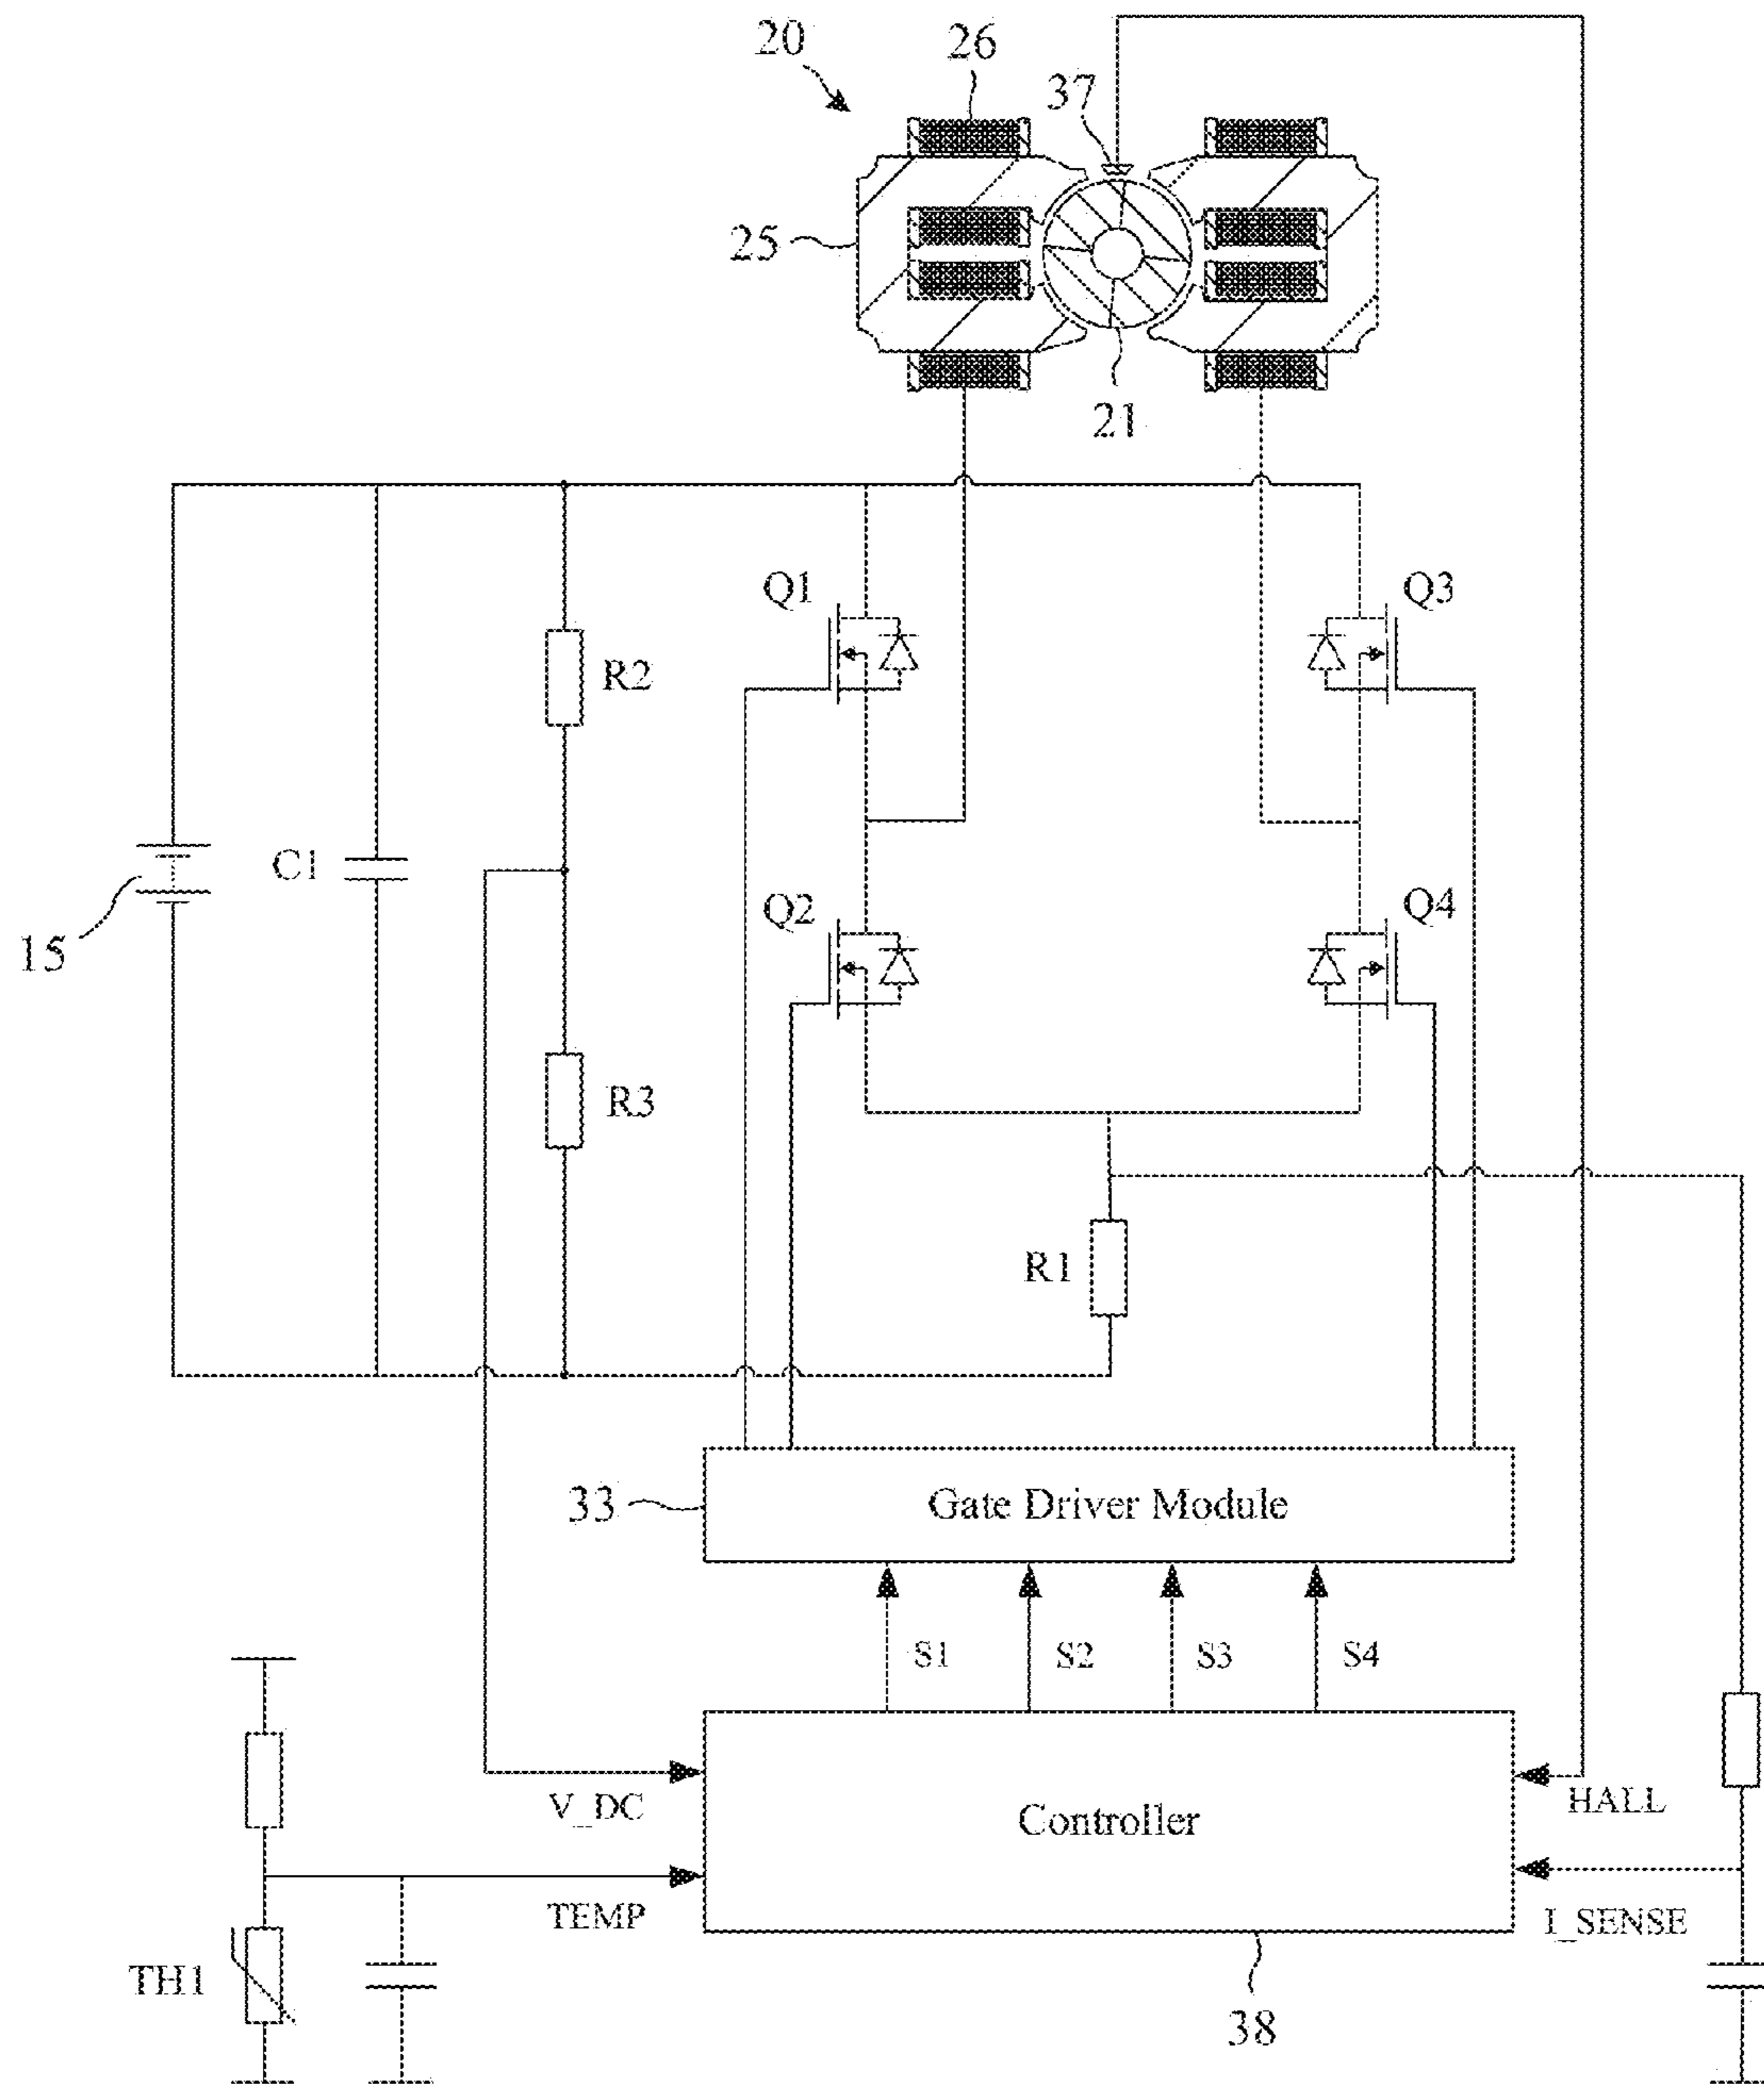 20
26
37
25
21
Q1
Q3
R2
C1
15
Q2
Q4
R3
R1
33
Gate Driver Module
S1
S2
S3
S4
V_DC
HALL
Controller
TEMP
I_SENSE
TH1
38